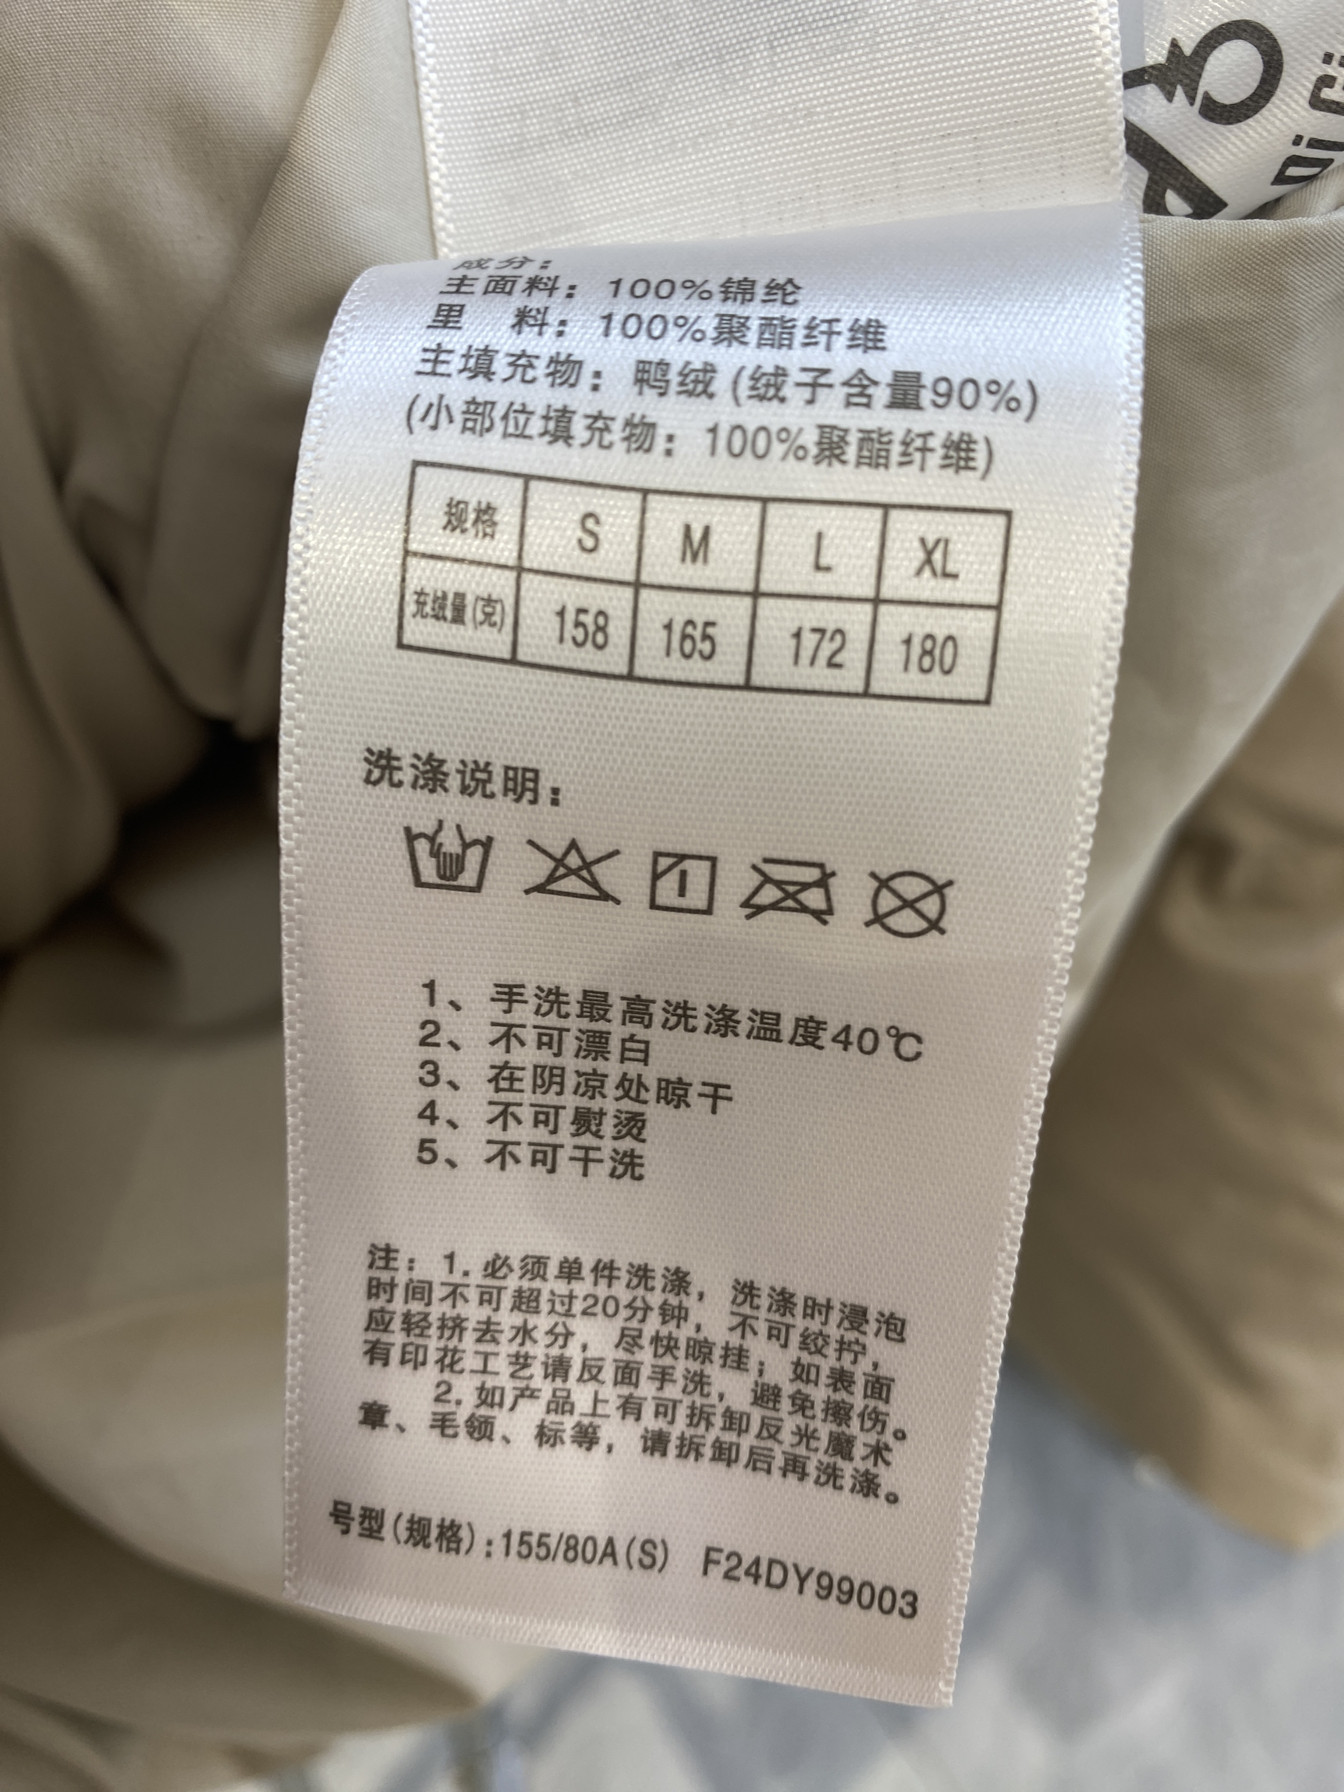 成分：
主面料：100%锦纶
里 料：100%聚酯纤维
主填充物：鸭绒(绒子含量90%)
(小部位填充物：100%聚酯纤维)
规格 S M L XL
充绒量(克) 158 165 172 180
洗涤说明：
1、手洗最高洗涤温度40℃
2、不可漂白
3、在阴凉处晾干
4、不可熨烫
5、不可干洗
注：1.必须单件洗涤，洗涤时浸泡
时间不可超过20分钟，不可绞拧，
应轻挤去水分，尽快晾挂；如表面
有印花工艺请反面手洗，避免擦伤。
2.如产品上有可拆卸反光魔术
章、毛领、标等，请拆卸后再洗涤。
号型(规格):155/80A(S) F24DY99003